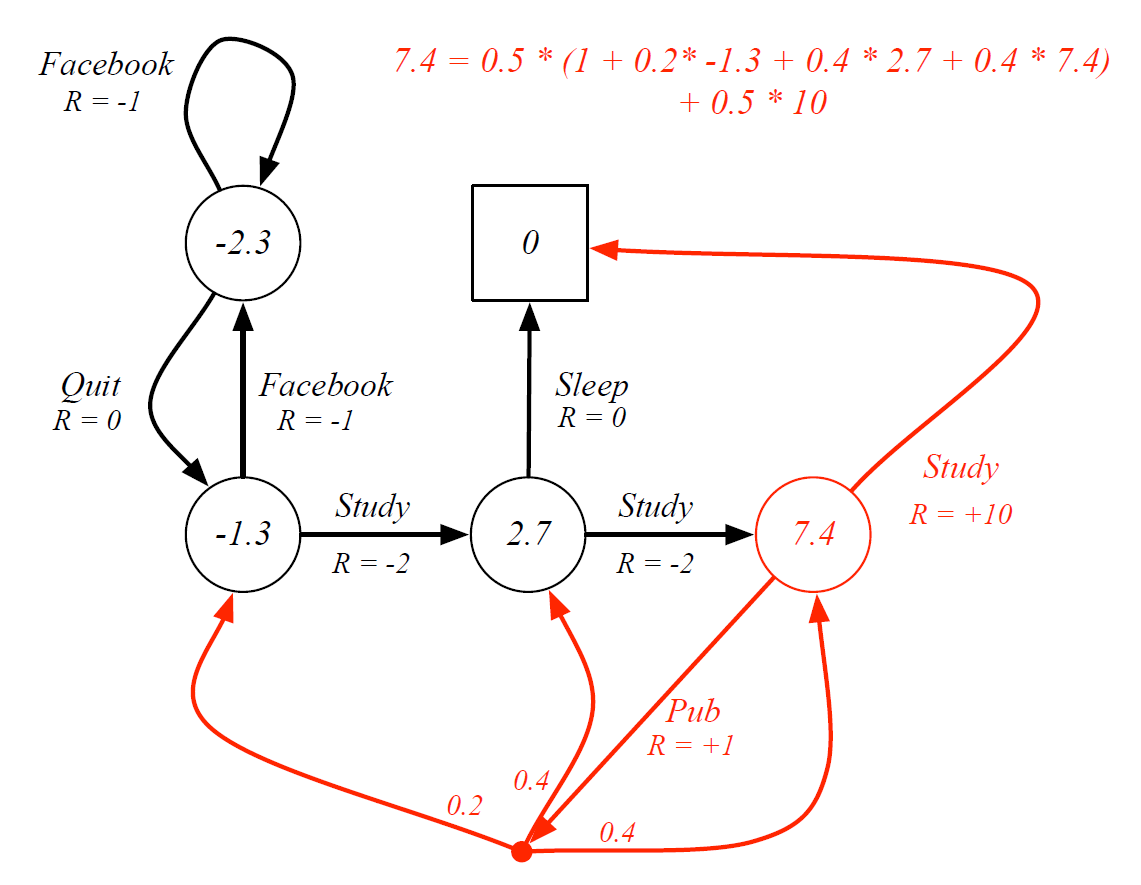 Facebook
R = -1
7.4 = 0.5 * (1 + 0.2* -1.3 + 0.4 * 2.7 + 0.4 * 7.4)
+ 0.5 * 10
-2.3
0
Quit
R = 0
Facebook
R = -1
Sleep
R = 0
Study
R = +10
-1.3
Study
R = -2
2.7
Study
R = -2
7.4
Pub
R = +1
0.2
0.4
0.4